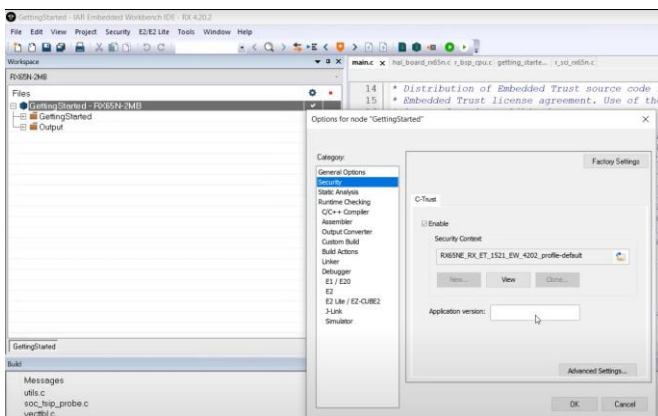 GettingStarted - IAR Embedded Workbench IDE - RX 4.20.2
File Edit View Project Security E2/E2 Lite Tools Window Help
Workspace
RX65N-2MB
Files
GettingStarted - RX65N-2MB
GettingStarted
Output
GettingStarted
main.c x hal_board_rx65n.c r_bsp_cpu.c getting_starte... r_sci_rx65n.c
14 * Distribution of Embedded Trust source code
15 * Embedded Trust license agreement. Use of the
Options for node "GettingStarted"
Category:
General Options
Security
Static Analysis
Runtime Checking
C/C++ Compiler
Assembler
Output Converter
Custom Build
Build Actions
Linker
Debugger
E1 / E20
E2
E2 Lite / EZ-CUBE2
J-Link
Simulator
Factory Settings
C-Trust
Enable
Security Context
RX65NE_RX_ET_1521_EW_4202_profile-default
New...
View
Clone...
Application version:
Advanced Settings...
OK
Cancel
Build
Messages
utils.c
soc_tsip_probe.c
vecttbl.c